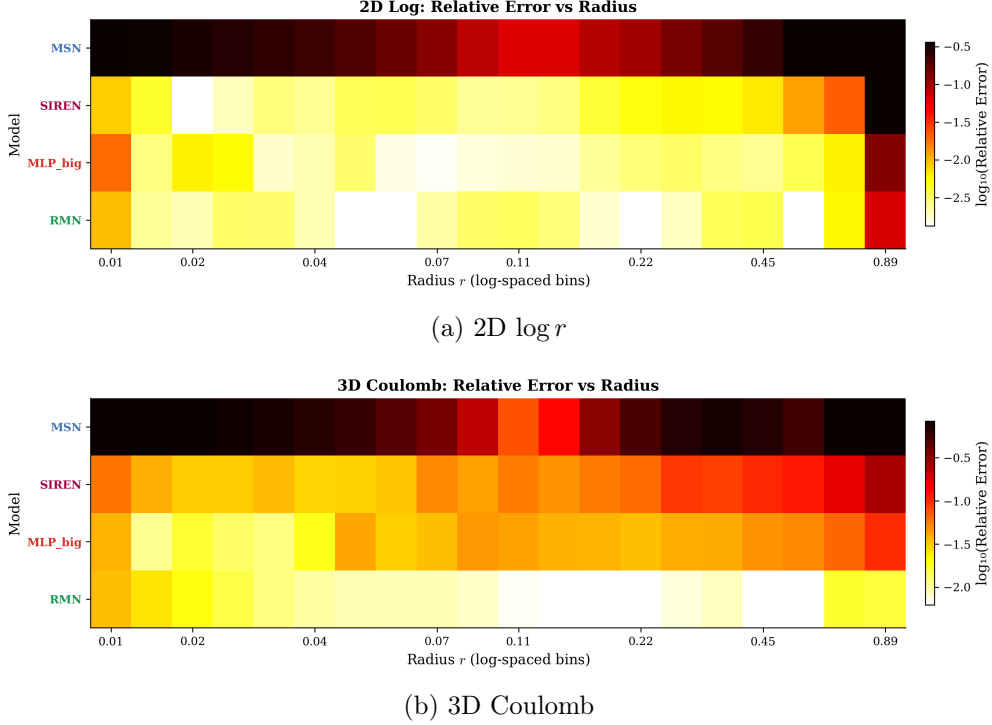 2D Log: Relative Error vs Radius
Model
MSN
SIREN
MLP_big
RMN
0.01 0.02 0.04 0.07 0.11 0.22 0.45 0.89
Radius r (log-spaced bins)
−0.5
−1.0
−1.5
−2.0
−2.5
log₁₀(Relative Error)
(a) 2D log r
3D Coulomb: Relative Error vs Radius
Model
MSN
SIREN
MLP_big
RMN
0.01 0.02 0.04 0.07 0.11 0.22 0.45 0.89
Radius r (log-spaced bins)
−0.5
−1.0
−1.5
−2.0
log₁₀(Relative Error)
(b) 3D Coulomb